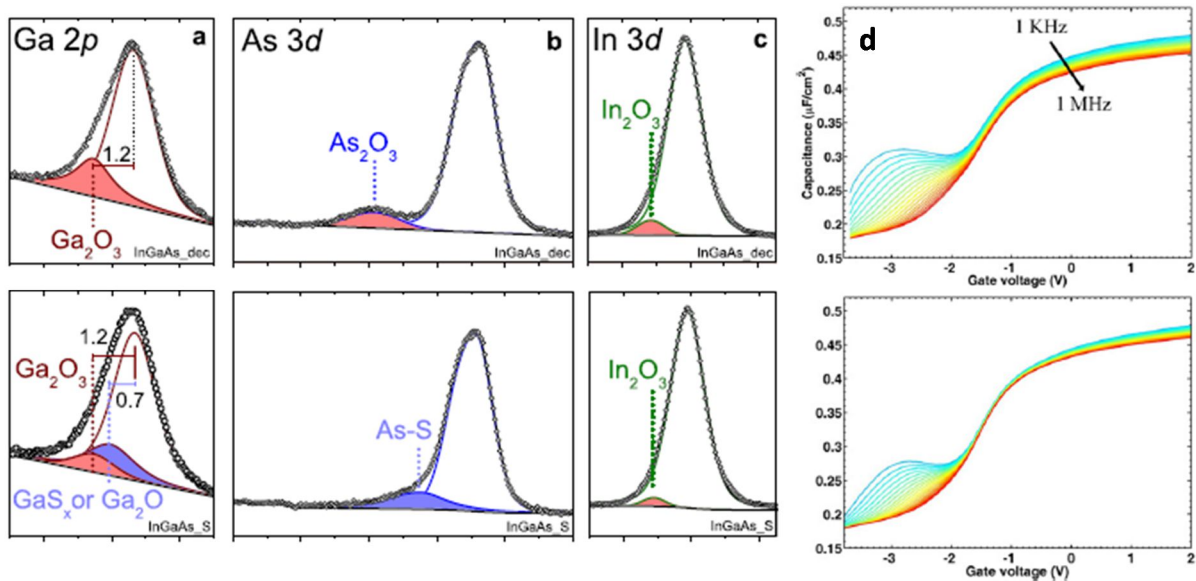 Ga 2p a
1.2
Ga₂O₃
InGaAs_dec
As 3d b
As₂O₃
InGaAs_dec
In 3d c
In₂O₃
InGaAs_dec
d
1 KHz
1 MHz
Capacitance (μF/cm²)
0.5
0.45
0.4
0.35
0.3
0.25
0.2
0.15
-3 -2 -1 0 1 2
Gate voltage (V)
1.2
Ga₂O₃
0.7
GaSₓ or Ga₂O
InGaAs_S
As-S
InGaAs_S
In₂O₃
InGaAs_S
0.5
0.45
0.4
0.35
0.3
0.25
0.2
0.15
-3 -2 -1 0 1 2
Gate voltage (V)